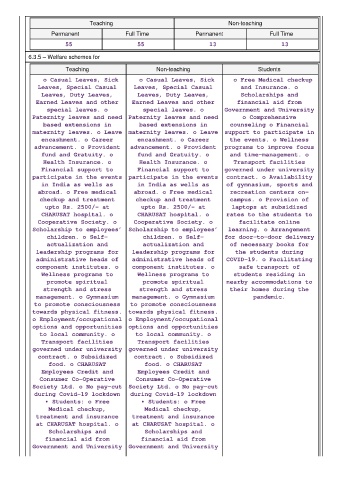 Teaching Non-teaching
Permanent Full Time Permanent Full Time
55 55 13 13
6.3.5 – Welfare schemes for
Teaching Non-teaching Students
o Casual Leaves, Sick
Leaves, Special Casual
Leaves, Duty Leaves,
Earned Leaves and other
special leaves. o
Paternity leaves and need
based extensions in
maternity leaves. o Leave
encashment. o Career
advancement. o Provident
fund and Gratuity. o
Health Insurance. o
Financial support to
participate in the events
in India as wells as
abroad. o Free medical
checkup and treatment
upto Rs. 2500/- at
CHARUSAT hospital. o
Cooperative Society. o
Scholarship to employees'
children. o Self-
actualization and
leadership programs for
administrative heads of
component institutes. o
Wellness programs to
promote spiritual
strength and stress
management. o Gymnasium
to promote consciousness
towards physical fitness.
o Employment/occupational
options and opportunities
to local community. o
Transport facilities
governed under university
contract. o Subsidized
food. o CHARUSAT
Employees Credit and
Consumer Co-Operative
Society Ltd. o No pay-out
during Covid-19 lockdown
• Students: o Free
Medical checkup,
treatment and insurance
at CHARUSAT hospital. o
Scholarships and
financial aid from
Government and University
o Casual Leaves, Sick
Leaves, Special Casual
Leaves, Duty Leaves,
Earned Leaves and other
special leaves. o
Paternity leaves and need
based extensions in
maternity leaves. o Leave
encashment. o Career
advancement. o Provident
fund and Gratuity. o
Health Insurance. o
Financial support to
participate in the events
in India as wells as
abroad. o Free medical
checkup and treatment
upto Rs. 2500/- at
CHARUSAT hospital. o
Cooperative Society. o
Scholarship to employees'
children. o Self-
actualization and
leadership programs for
administrative heads of
component institutes. o
Wellness programs to
promote spiritual
strength and stress
management. o Gymnasium
to promote consciousness
towards physical fitness.
o Employment/occupational
options and opportunities
to local community. o
Transport facilities
governed under university
contract. o Subsidized
food. o CHARUSAT
Employees Credit and
Consumer Co-Operative
Society Ltd. o No pay-out
during Covid-19 lockdown
• Students: o Free
Medical checkup,
treatment and insurance
at CHARUSAT hospital. o
Scholarships and
financial aid from
Government and University
o Free Medical checkup
and Insurance. o
Scholarships and
financial aid from
Government and University
o Comprehensive
counseling o Financial
support to participate in
the events. o Wellness
programs to improve focus
and time-management. o
Transport facilities
governed under university
contract. o Availability
of gymnasium, sports and
recreation centers on-
campus. o Provision of
laptops at subsidized
rates to the students to
facilitate online
learning. o Arrangement
for door-to-door delivery
of necessary books for
the students during
COVID-19. o Facilitating
safe transport of
students residing in
nearby accommodations to
their homes during the
pandemic.